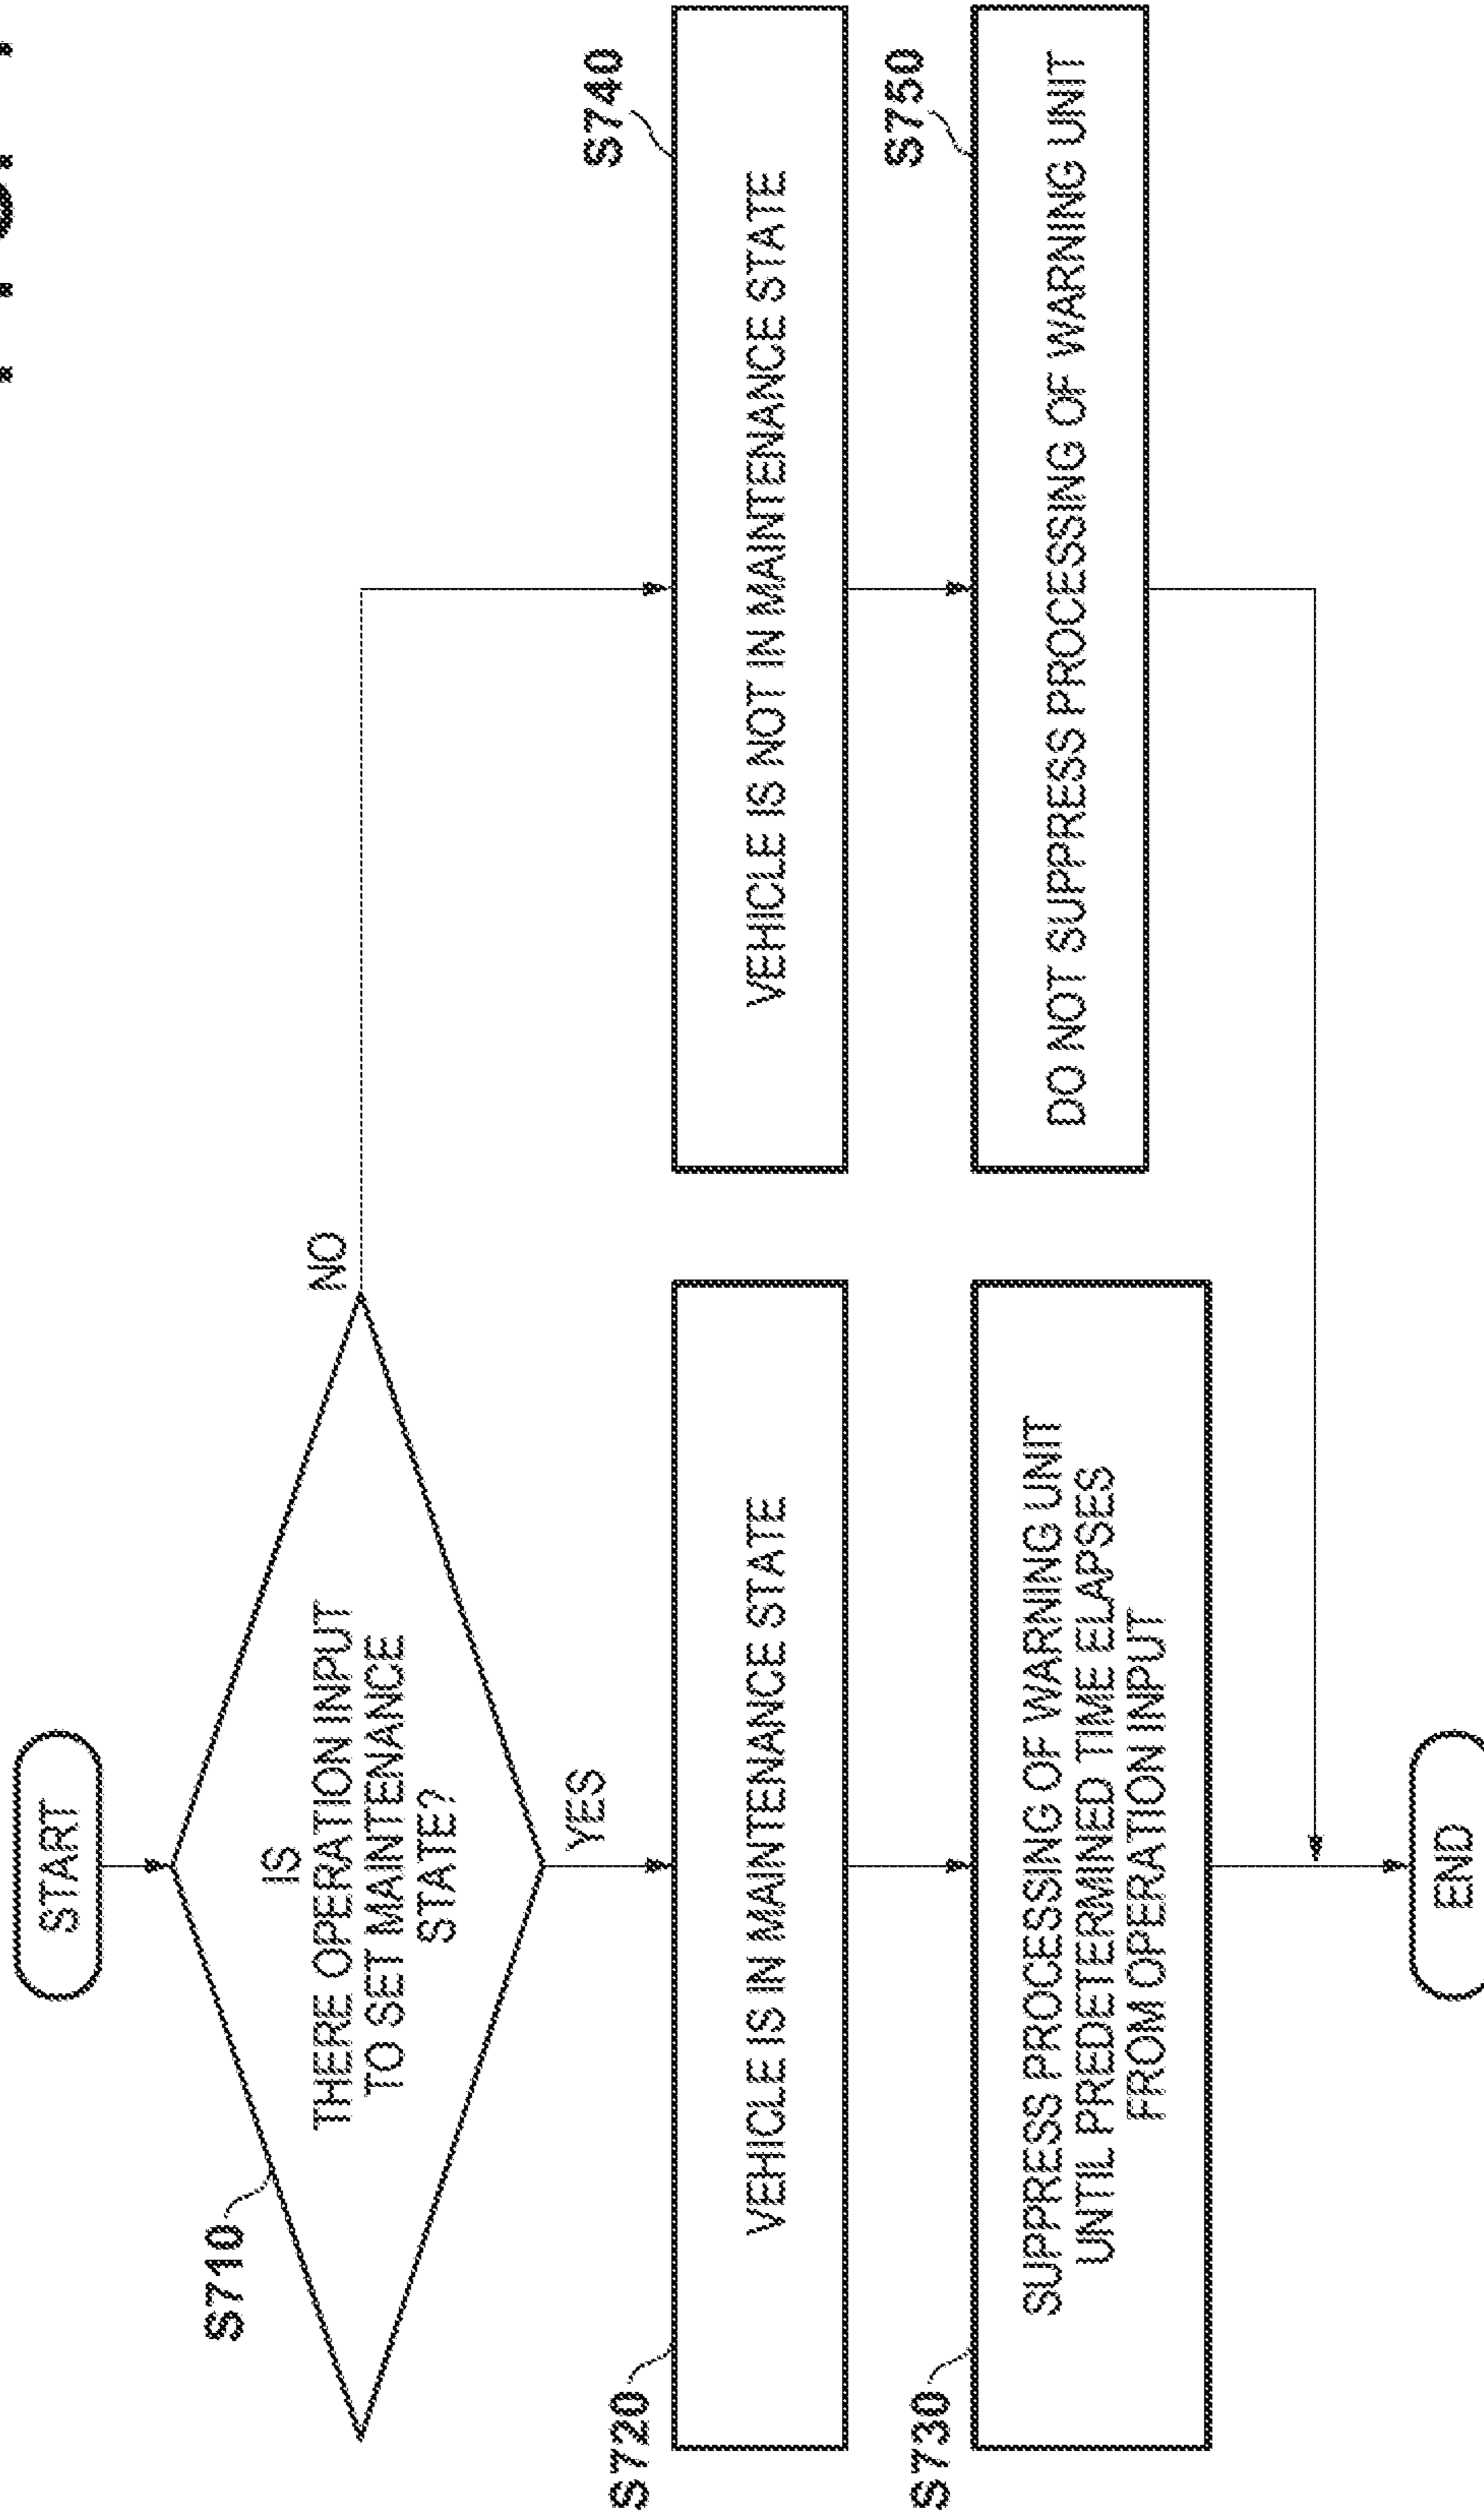 START
S710
IS
THERE OPERATION INPUT
TO SET MAINTENANCE
STATE?
NO
YES
S720
VEHICLE IS IN MAINTENANCE STATE
S740
VEHICLE IS NOT IN MAINTENANCE STATE
S730
SUPPRESS PROCESSING OF WARNING UNIT
UNTIL PREDETERMINED TIME ELAPSES
FROM OPERATION INPUT
S750
DO NOT SUPPRESS PROCESSING OF WARNING UNIT
END